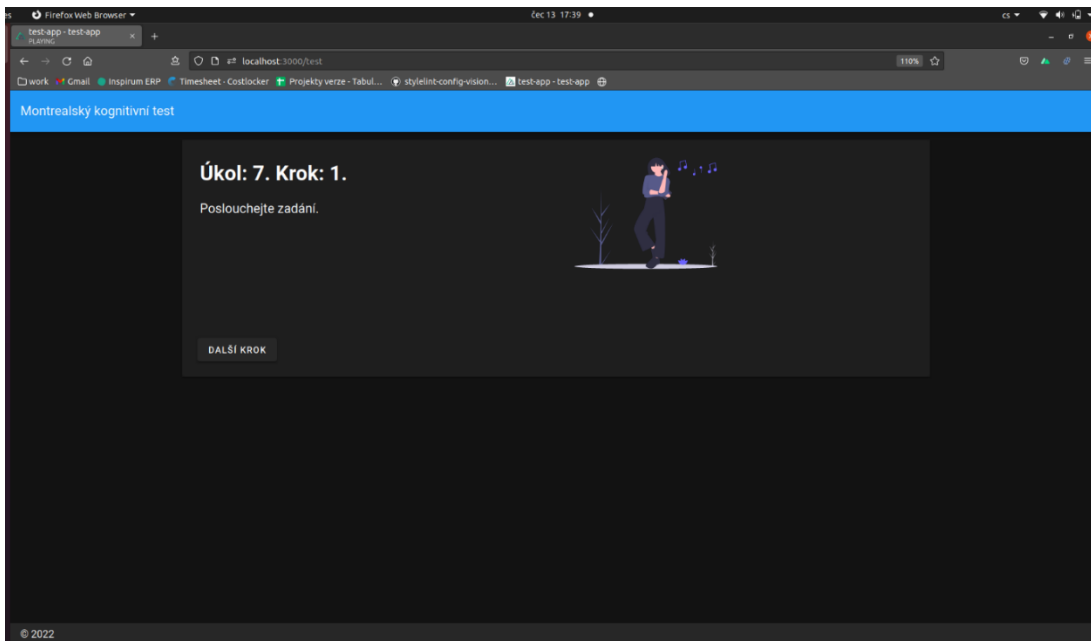 Firefox Web Browser
čec 13 17:39
cs
test-app - test-app
PLAYING
localhost:3000/test
110%
work
Gmail
Inspirum ERP
Timesheet - Costlocker
Projekty verze - Tabul...
stylelint-config-vision...
test-app - test-app
Montrealský kognitivní test
Úkol: 7. Krok: 1.
Poslouchejte zadání.
DALŠÍ KROK
© 2022